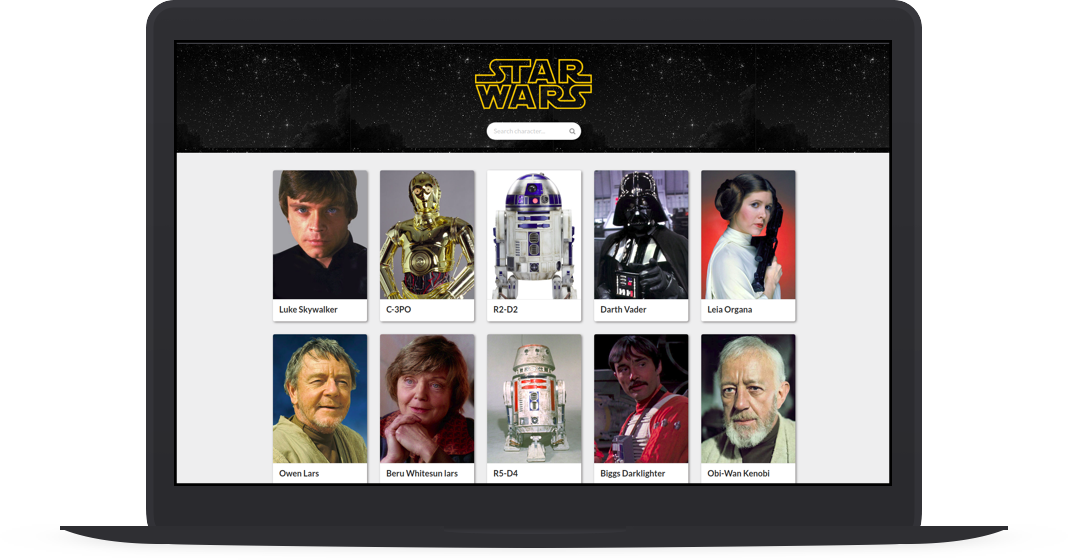 STAR
WARS
Search character...
Luke Skywalker
C-3PO
R2-D2
Darth Vader
Leia Organa
Owen Lars
Beru Whitesun lars
R5-D4
Biggs Darklighter
Obi-Wan Kenobi